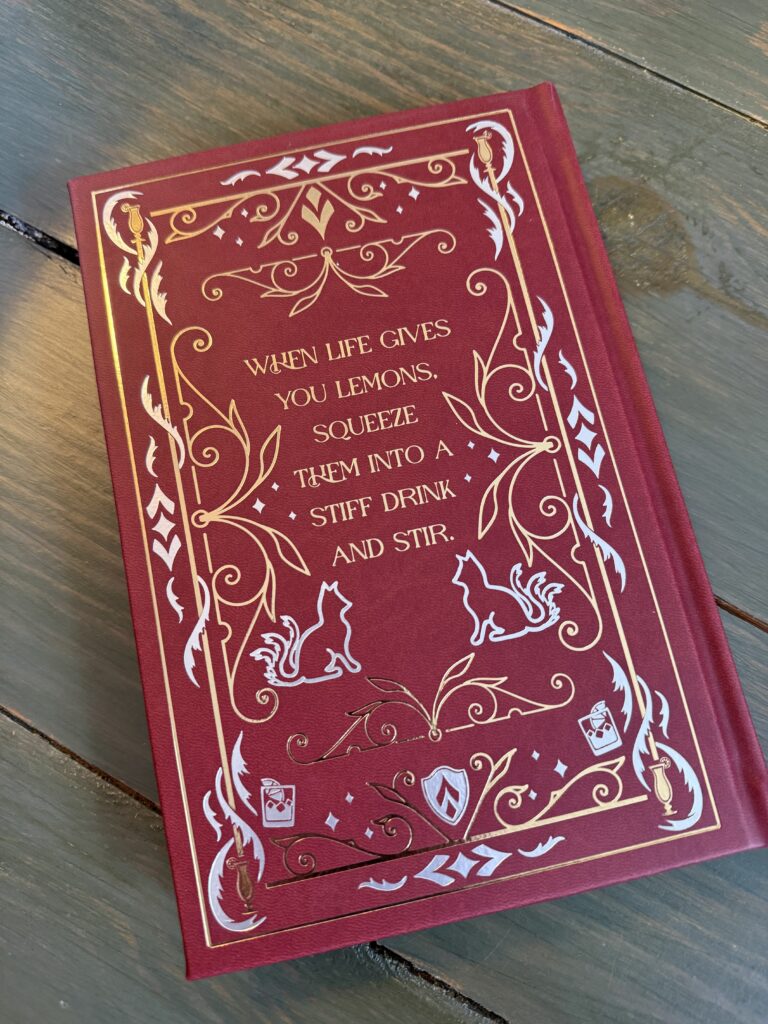 WHEN LIFE GIVES
YOU LEMONS,
SQUEEZE
THEM INTO A
STIFF DRINK
AND STIR.